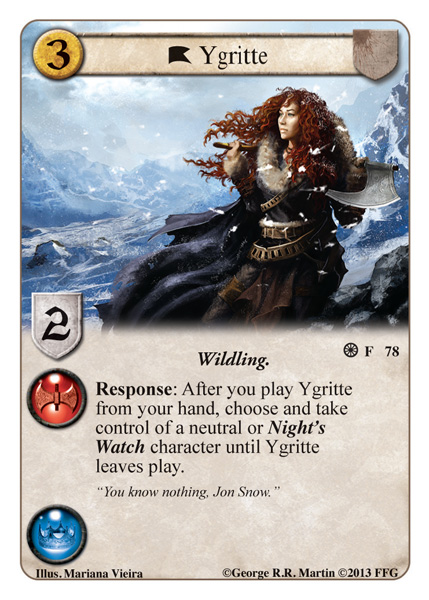 3
Ygritte
2
Wildling.
F 78
Response: After you play Ygritte
from your hand, choose and take
control of a neutral or Night's
Watch character until Ygritte
leaves play.
“You know nothing, Jon Snow.”
Illus. Mariana Vieira
©George R.R. Martin ©2013 FFG